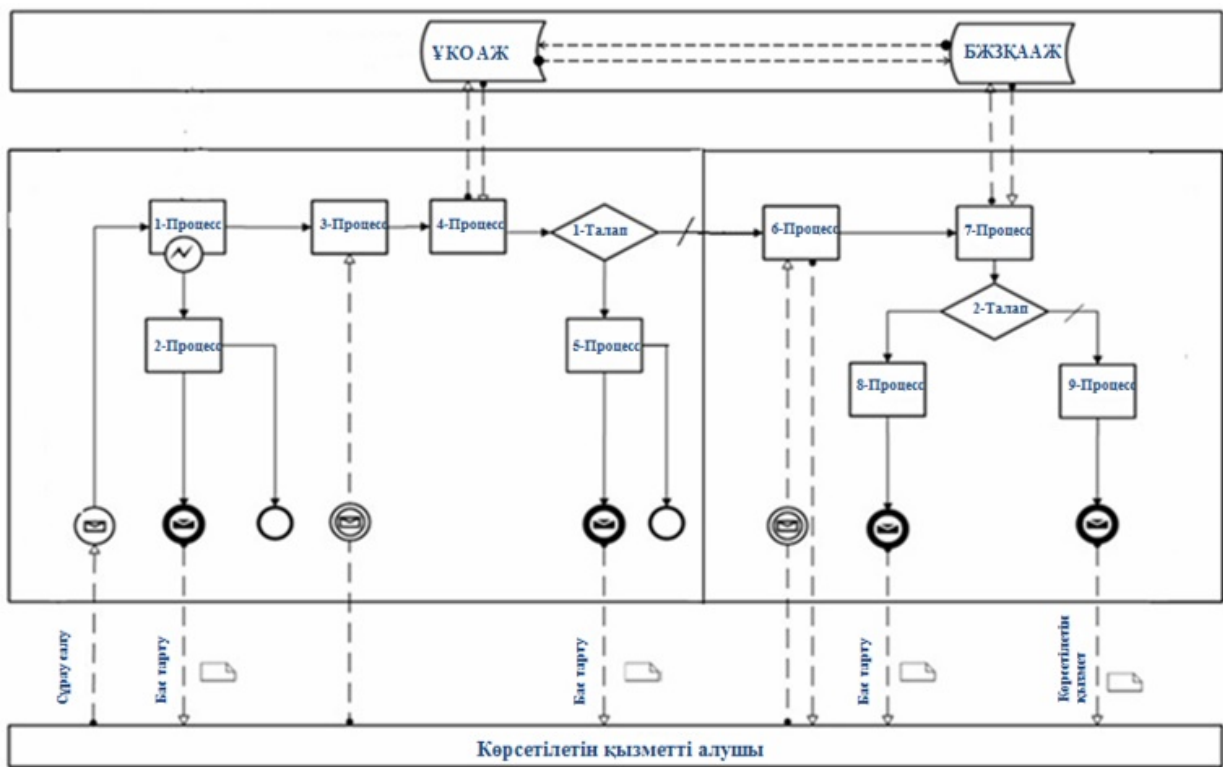 ҰКО АЖ
БЖЗҚААЖ
1-Процесс
3-Процесс
4-Процесс
1-Талап
6-Процесс
7-Процесс
2-Процесс
5-Процесс
2-Талап
8-Процесс
9-Процесс
Сұрау салу
Бас тарту
Бас тарту
Бас тарту
Көрсетілетін
қызмет
Көрсетілетін қызметті алушы